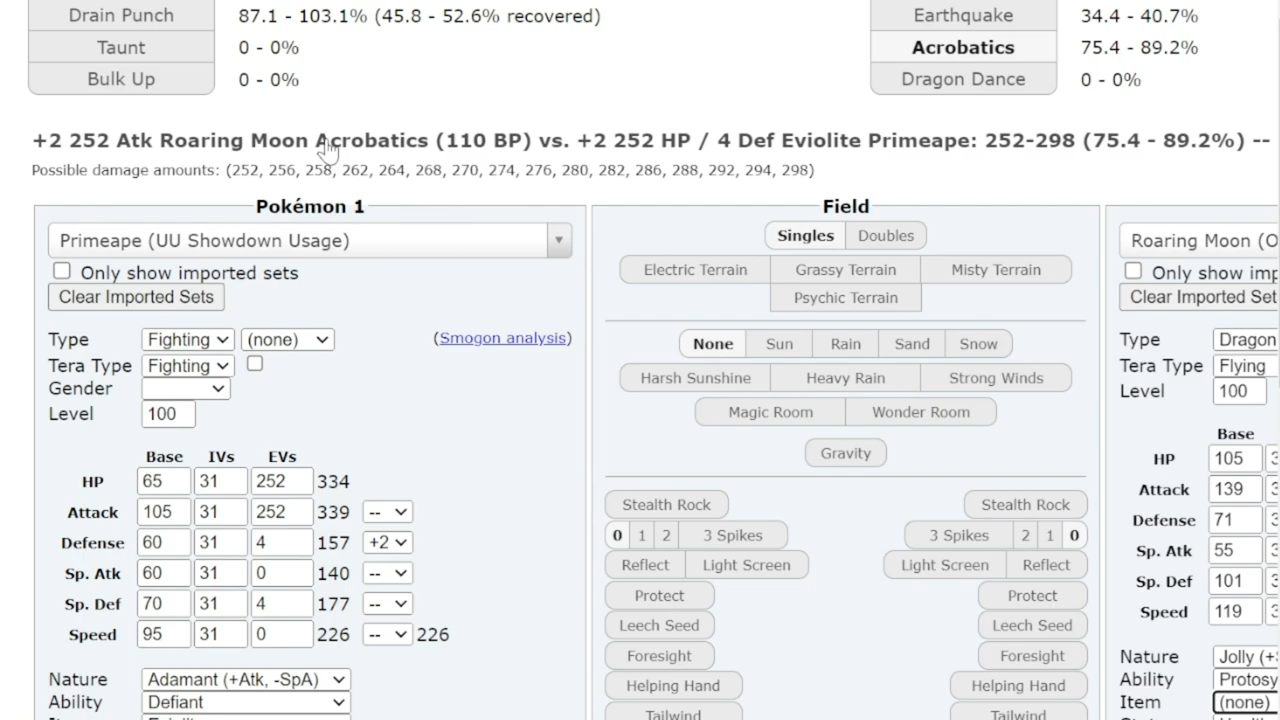 Drain Punch 87.1 - 103.1% (45.8 - 52.6% recovered) Earthquake 34.4 - 40.7%
Taunt 0 - 0% Acrobatics 75.4 - 89.2%
Bulk Up 0 - 0% Dragon Dance 0 - 0%
+2 252 Atk Roaring Moon Acrobatics (110 BP) vs. +2 252 HP / 4 Def Eviolite Primeape: 252-298 (75.4 - 89.2%) --
Possible damage amounts: (252, 256, 258, 262, 264, 268, 270, 274, 276, 280, 282, 286, 288, 292, 294, 298)
Pokémon 1
Primeape (UU Showdown Usage)
Only show imported sets
Clear Imported Sets
Type Fighting (none) (Smogon analysis)
Tera Type Fighting
Gender
Level 100
Base IVs EVs
HP 65 31 252 334
Attack 105 31 252 339 --
Defense 60 31 4 157 +2
Sp. Atk 60 31 0 140 --
Sp. Def 70 31 4 177 --
Speed 95 31 0 226 -- 226
Nature Adamant (+Atk, -SpA)
Ability Defiant
Field
Singles Doubles
Electric Terrain Grassy Terrain Misty Terrain
Psychic Terrain
None Sun Rain Sand Snow
Harsh Sunshine Heavy Rain Strong Winds
Magic Room Wonder Room
Gravity
Stealth Rock Stealth Rock
0 1 2 3 Spikes 3 Spikes 2 1 0
Reflect Light Screen Light Screen Reflect
Protect Protect
Leech Seed Leech Seed
Foresight Foresight
Helping Hand Helping Hand
Tailwind Tailwind
Roaring Moon (O
Only show imp
Clear Imported Set
Type Dragon
Tera Type Flying
Level 100
Base
HP 105 3
Attack 139 3
Defense 71 3
Sp. Atk 55 3
Sp. Def 101 3
Speed 119 3
Nature Jolly (+
Ability Protosy
Item (none)